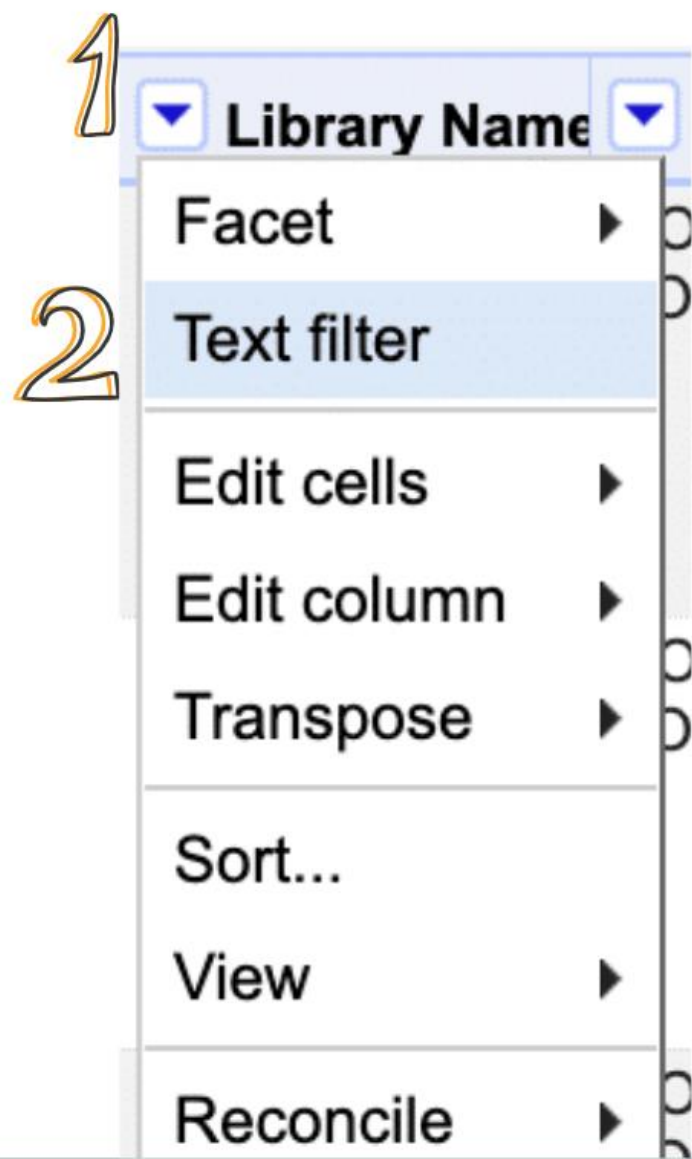 1
Library Name
Facet
2
Text filter
Edit cells
Edit column
Transpose
Sort...
View
Reconcile